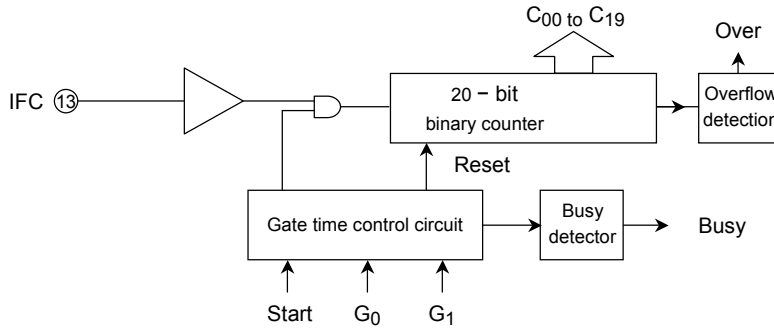 C00 to C19
Over
IFC 13
20 – bit
binary counter
Overflow
detection
Reset
Gate time control circuit
Busy
detector
Busy
Start G0 G1